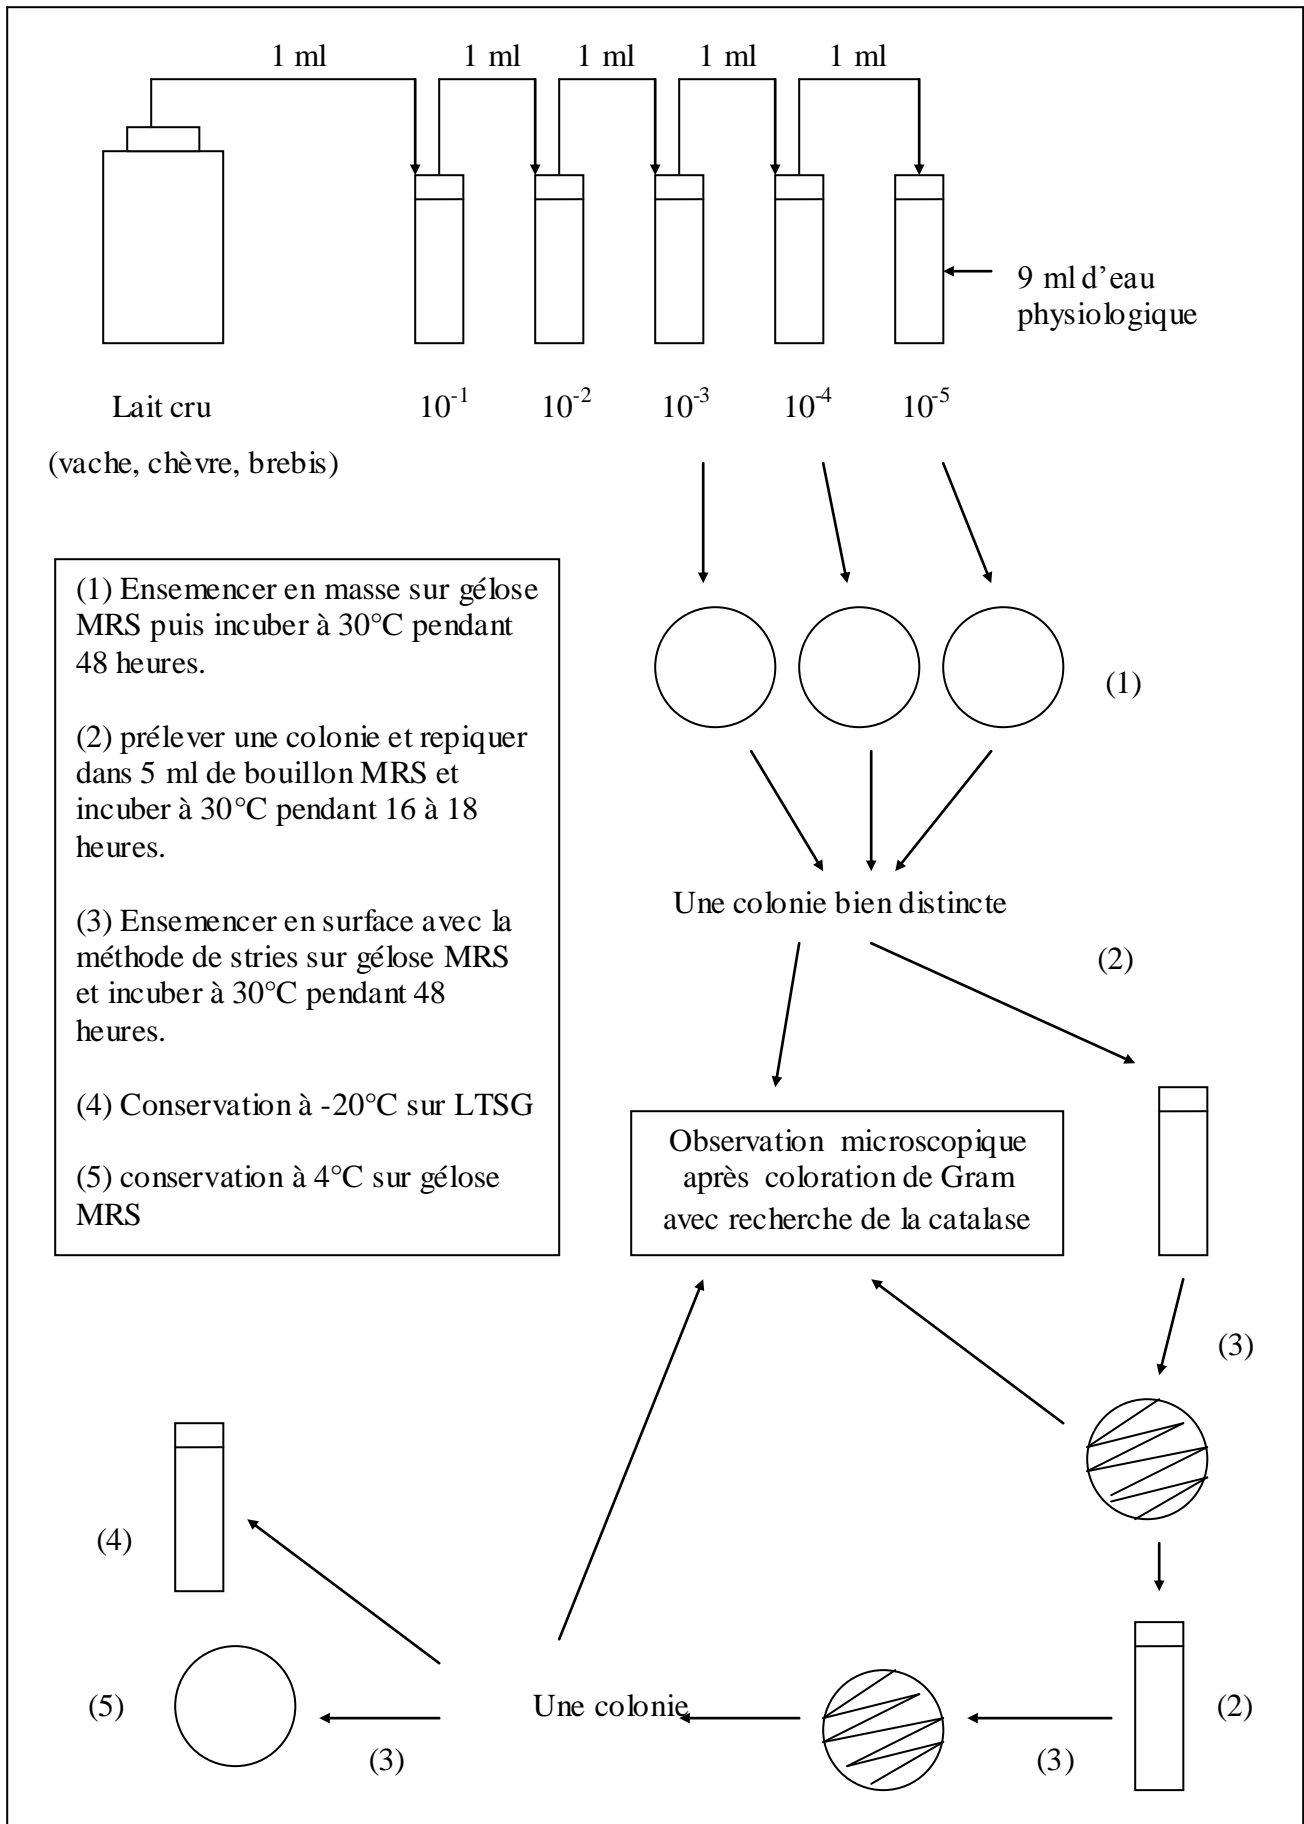 1 ml 1 ml 1 ml 1 ml 1 ml
9 ml d’eau
physiologique
Lait cru 10⁻¹ 10⁻² 10⁻³ 10⁻⁴ 10⁻⁵
(vache, chèvre, brebis)
(1) Ensemencer en masse sur gélose
MRS puis incuber à 30°C pendant
48 heures.
(2) prélever une colonie et repiquer
dans 5 ml de bouillon MRS et
incuber à 30°C pendant 16 à 18
heures.
(3) Ensemencer en surface avec la
méthode de stries sur gélose MRS
et incuber à 30°C pendant 48
heures.
(4) Conservation à -20°C sur LTSG
(5) conservation à 4°C sur gélose
MRS
(1)
Une colonie bien distincte
(2)
Observation microscopique
après coloration de Gram
avec recherche de la catalase
(3)
(4)
(5)
Une colonie
(2)
(3)
(3)